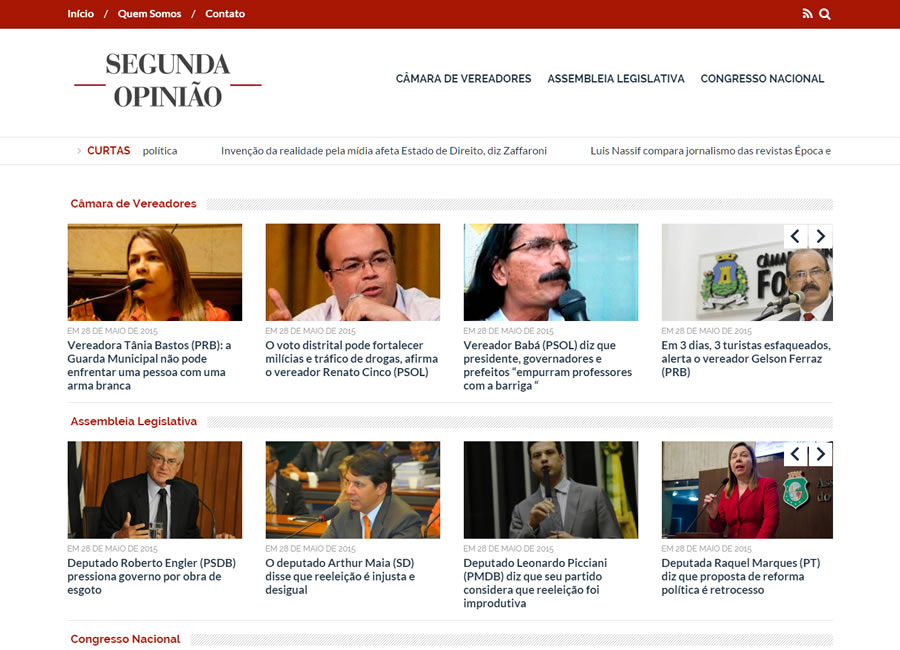 Início / Quem Somos / Contato
SEGUNDA
OPINIÃO
CÂMARA DE VEREADORES ASSEMBLEIA LEGISLATIVA CONGRESSO NACIONAL
CURTAS política Invenção da realidade pela mídia afeta Estado de Direito, diz Zaffaroni Luis Nassif compara jornalismo das revistas Época e
Câmara de Vereadores
CÂMA
FO
EM 28 DE MAIO DE 2015
Vereadora Tânia Bastos (PRB): a
Guarda Municipal não pode
enfrentar uma pessoa com uma
arma branca
EM 28 DE MAIO DE 2015
O voto distrital pode fortalecer
milícias e tráfico de drogas, afirma
o vereador Renato Cinco (PSOL)
EM 28 DE MAIO DE 2015
Vereador Babá (PSOL) diz que
presidente, governadores e
prefeitos “empurram professores
com a barriga “
EM 28 DE MAIO DE 2015
Em 3 dias, 3 turistas esfaqueados,
alerta o vereador Gelson Ferraz
(PRB)
Assembleia Legislativa
EM 28 DE MAIO DE 2015
Deputado Roberto Engler (PSDB)
pressiona governo por obra de
esgoto
EM 28 DE MAIO DE 2015
O deputado Arthur Maia (SD)
disse que reeleição é injusta e
desigual
EM 28 DE MAIO DE 2015
Deputado Leonardo Picciani
(PMDB) diz que seu partido
considera que reeleição foi
improdutiva
EM 28 DE MAIO DE 2015
Deputada Raquel Marques (PT)
diz que proposta de reforma
política é retrocesso
Congresso Nacional